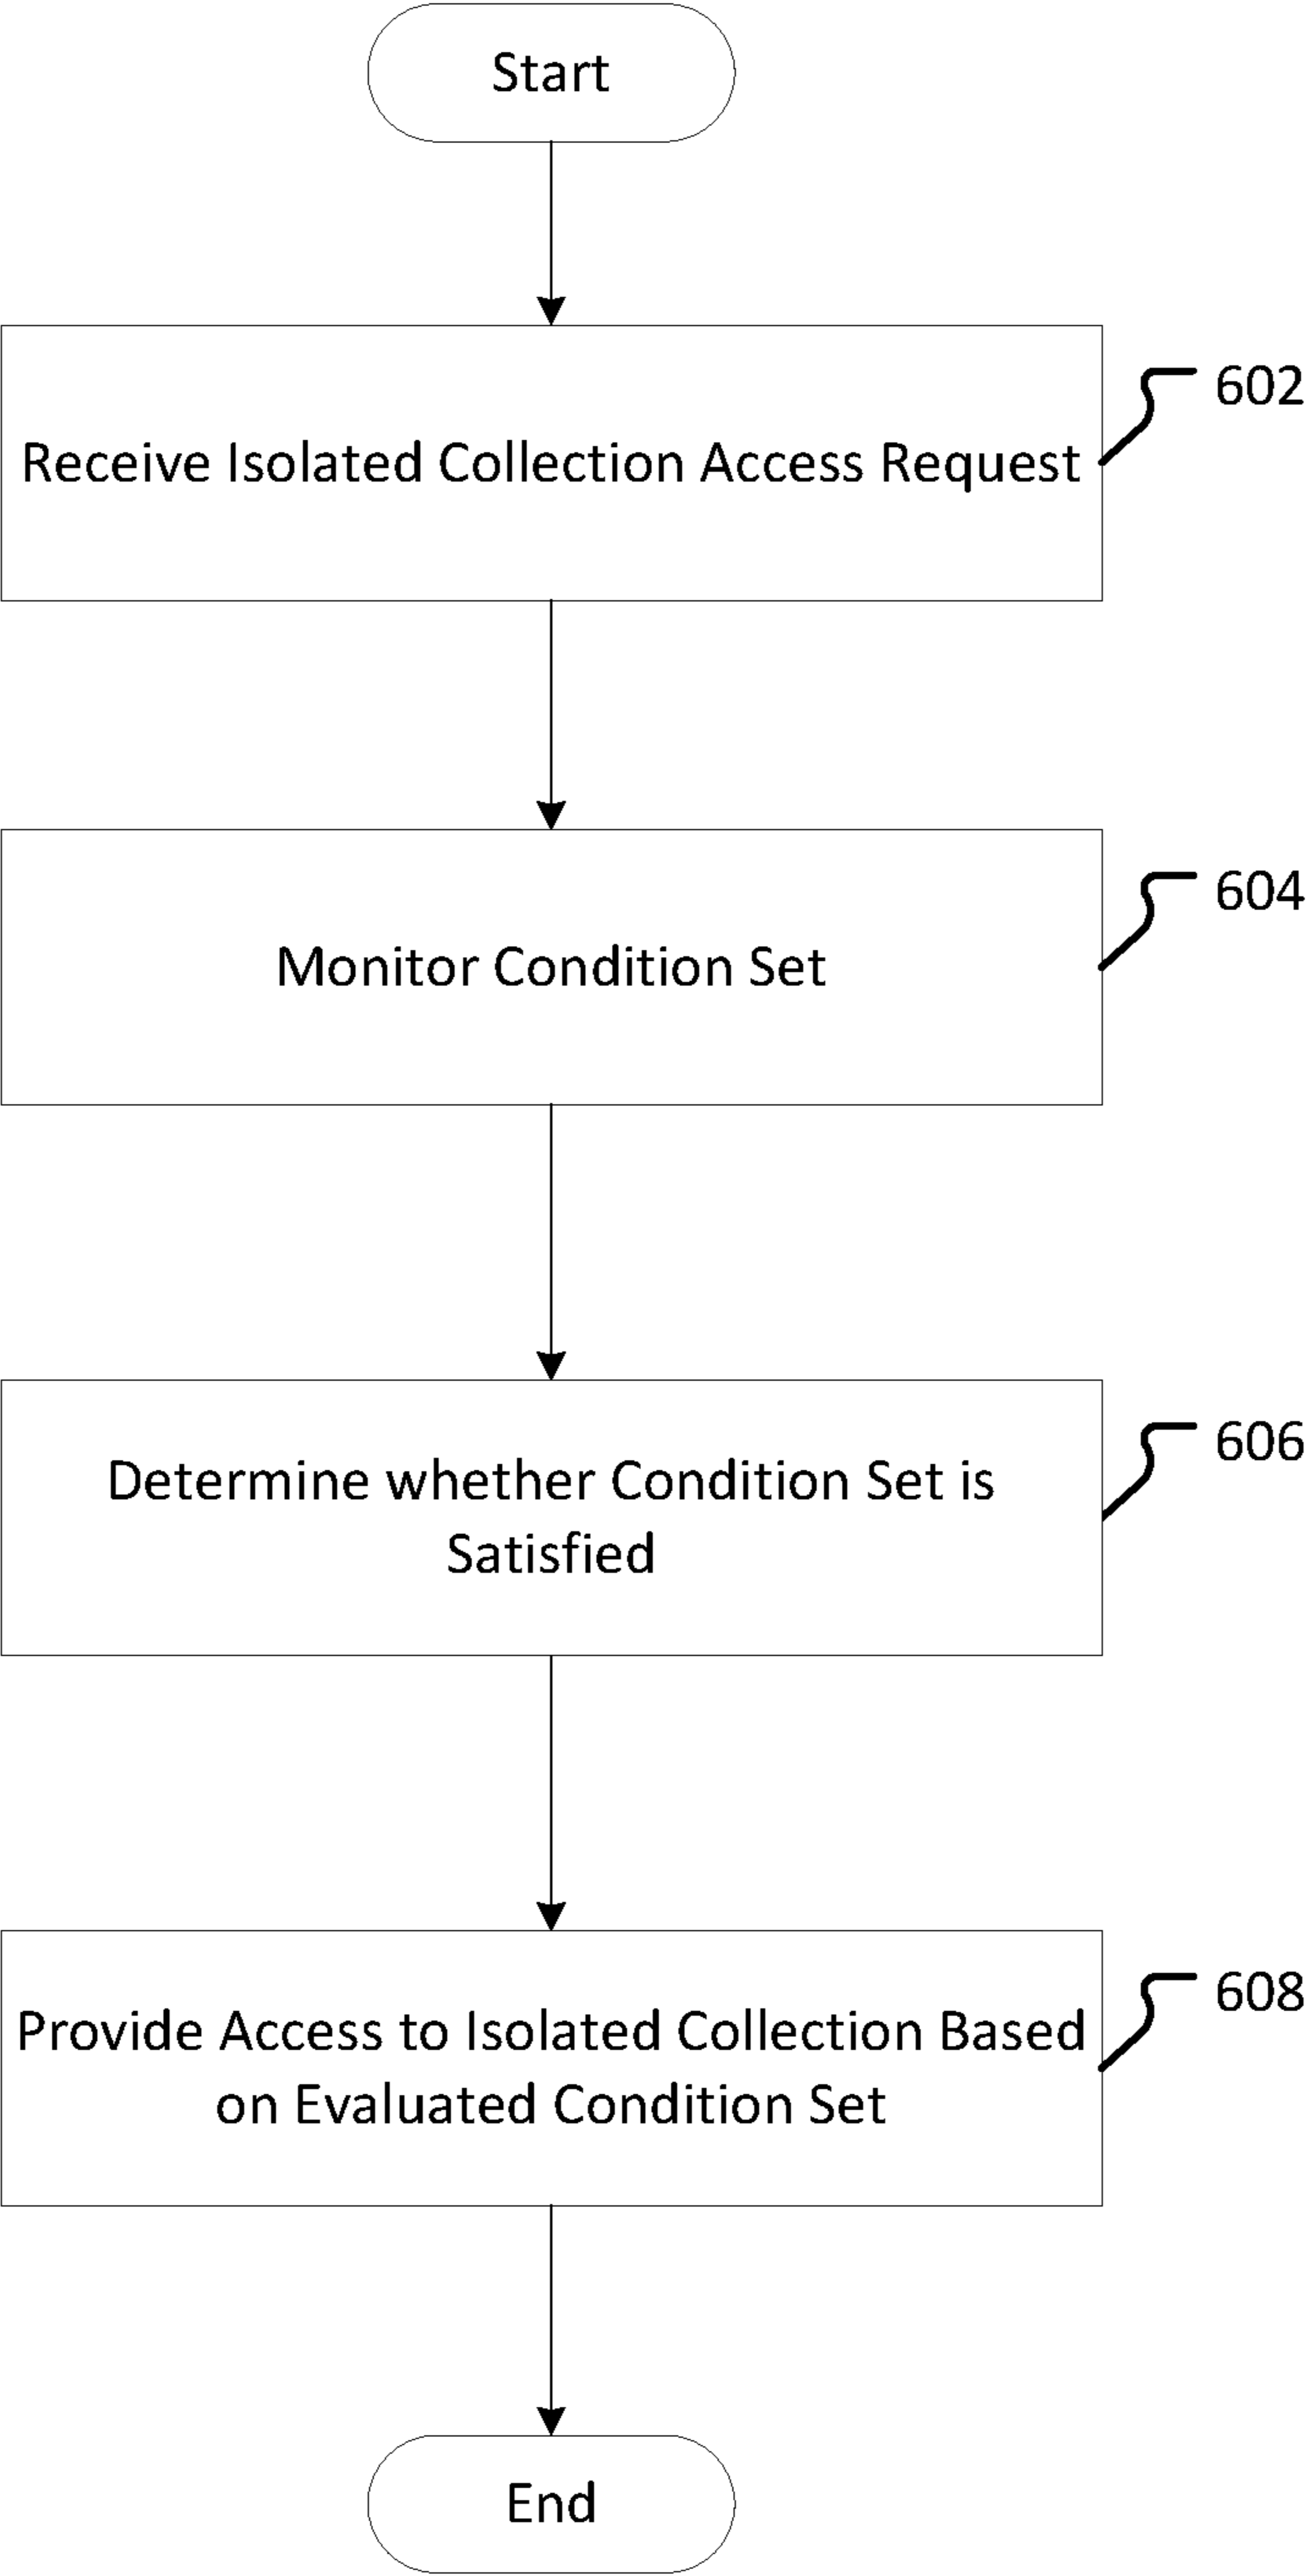 Start
Receive Isolated Collection Access Request
602
Monitor Condition Set
604
Determine whether Condition Set is
Satisfied
606
Provide Access to Isolated Collection Based
on Evaluated Condition Set
608
End